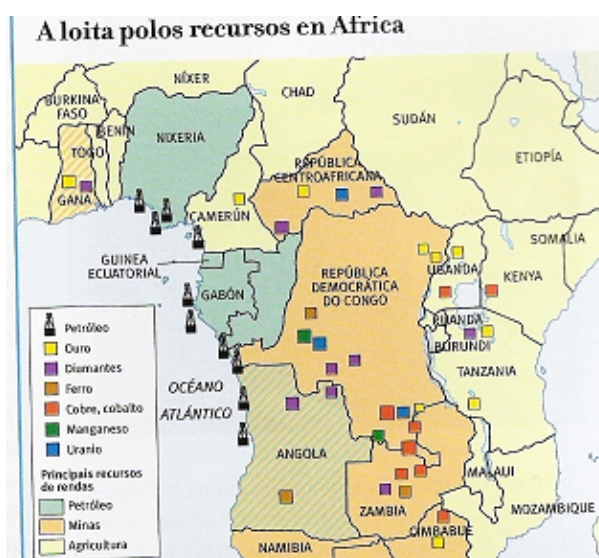 A loita polos recursos en Africa
NÍXER
CHAD
SUDÁN
BURKINA
FASO
BENÍN
TOGO
NIXERIA
ETIOPÍA
REPÚBLICA
CENTROAFRICANA
GANA
CAMERÚN
SOMALIA
GUINEA
ECUATORIAL
UGANDA
KENYA
GABÓN
REPÚBLICA
DEMOCRÁTICA
DO CONGO
RUANDA
BURUNDI
TANZANIA
OCÉANO
ATLÁNTICO
ANGOLA
MALAUI
ZAMBIA
MOZAMBIQUE
CIMBABUE
NAMIBIA
Petróleo
Ouro
Diamantes
Ferro
Cobre, cobalto
Manganeso
Uranio
Principais recursos
de rendas
Petróleo
Minas
Agricultura